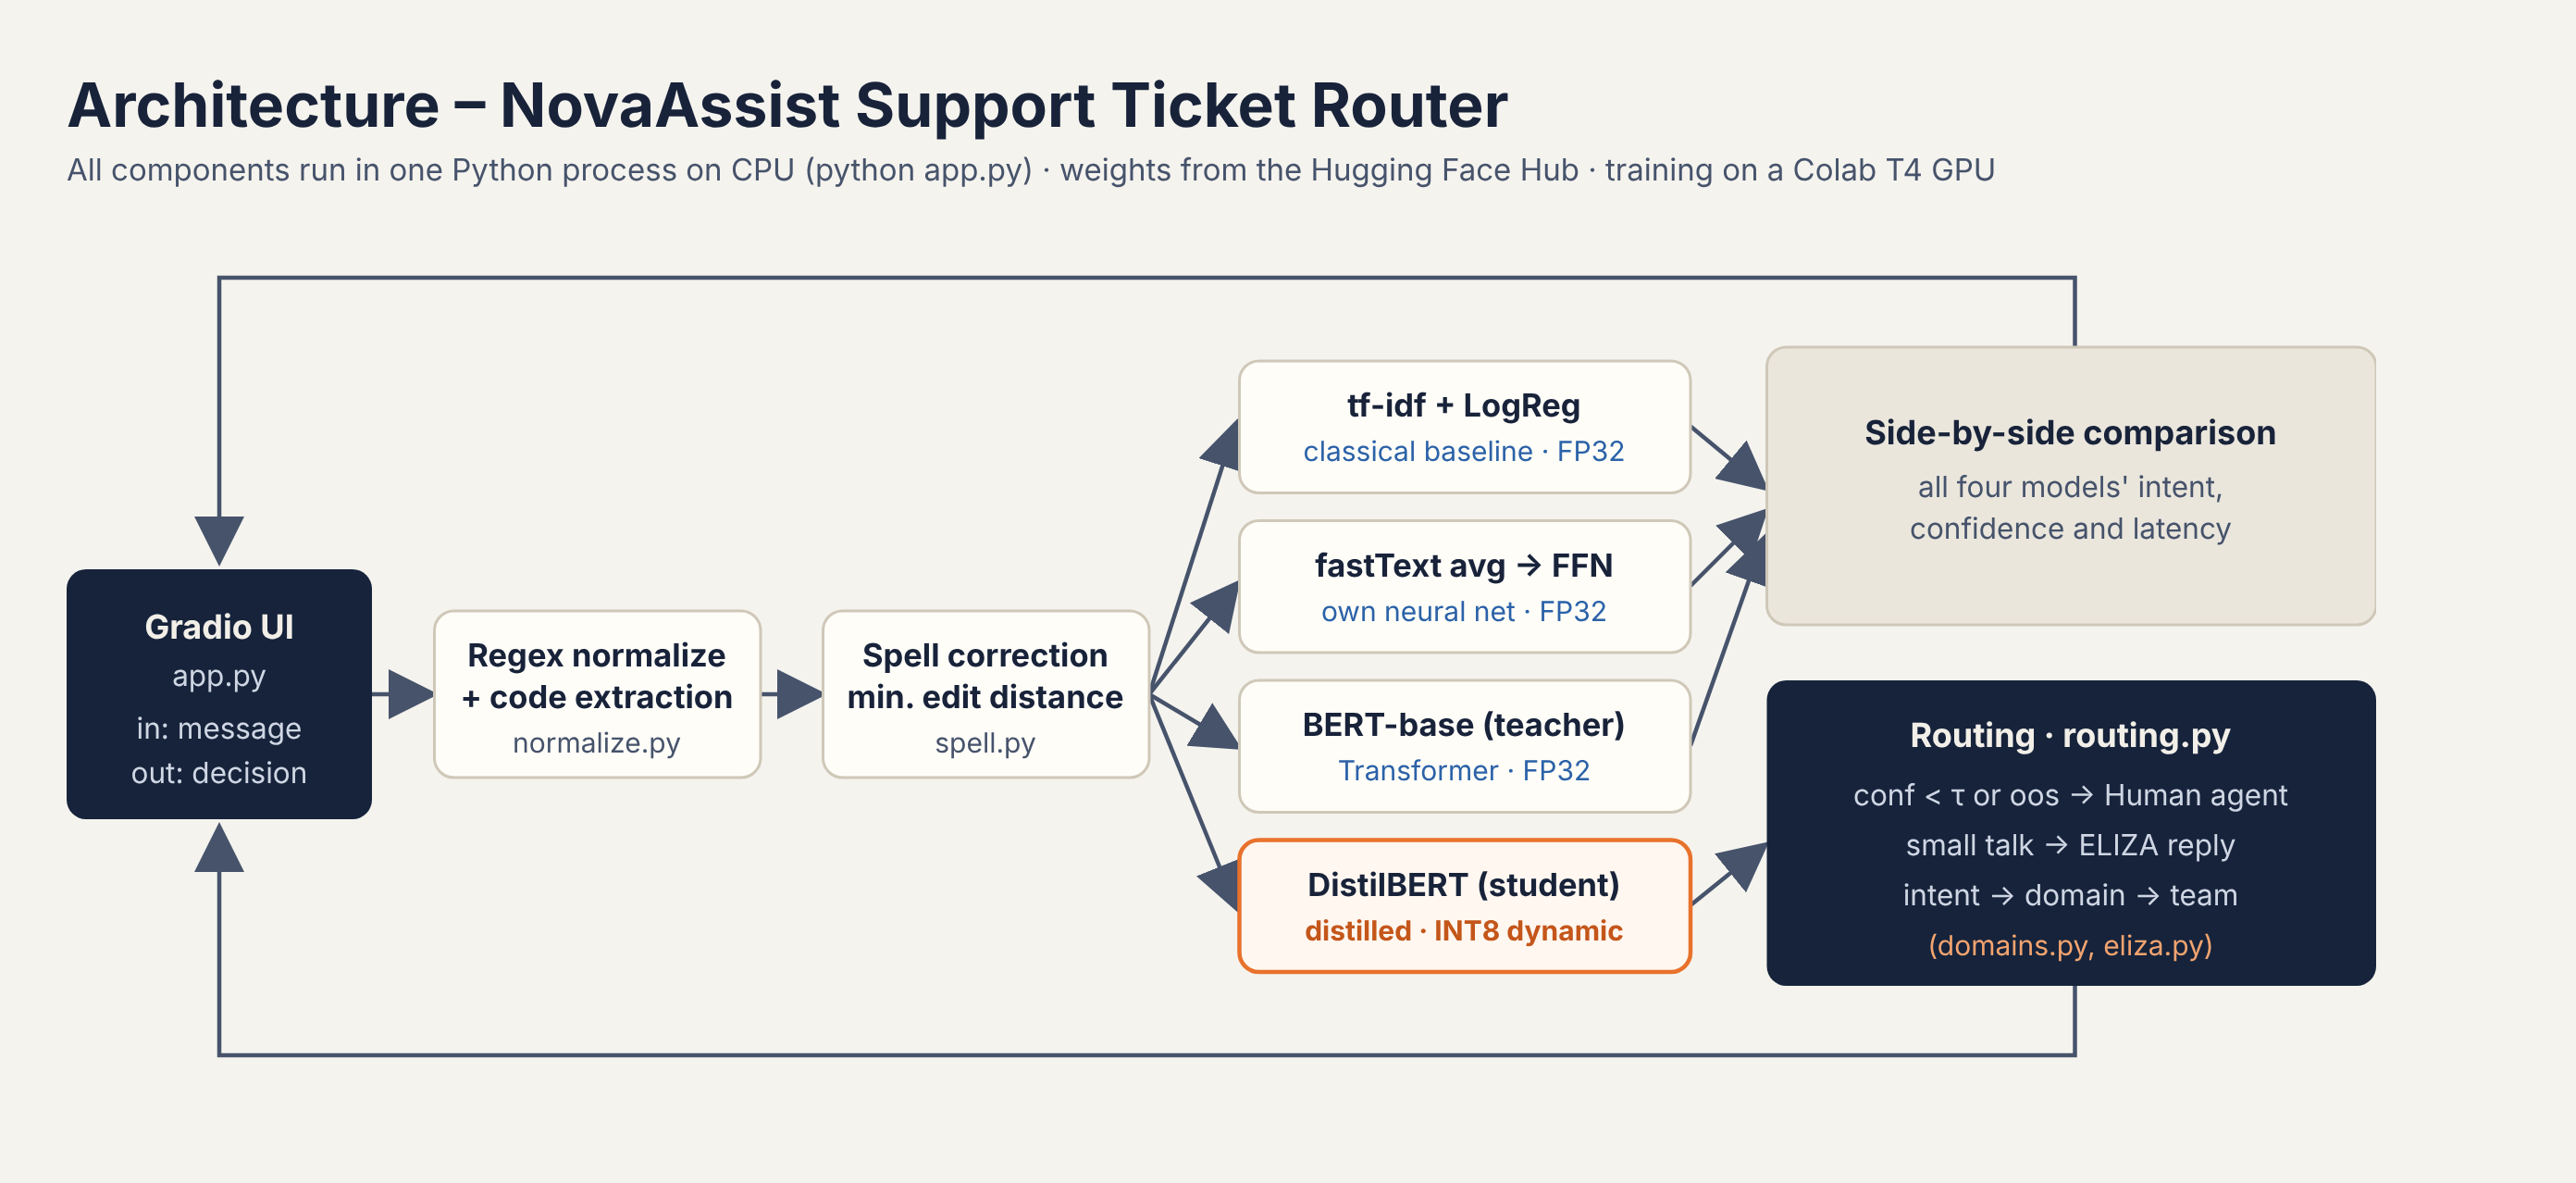 Architecture – NovaAssist Support Ticket Router
All components run in one Python process on CPU (python app.py) · weights from the Hugging Face Hub · training on a Colab T4 GPU
Gradio UI
app.py
in: message
out: decision
Regex normalize
+ code extraction
normalize.py
Spell correction
min. edit distance
spell.py
tf-idf + LogReg
classical baseline · FP32
fastText avg → FFN
own neural net · FP32
BERT-base (teacher)
Transformer · FP32
DistilBERT (student)
distilled · INT8 dynamic
Side-by-side comparison
all four models' intent,
confidence and latency
Routing · routing.py
conf < τ or oos → Human agent
small talk → ELIZA reply
intent → domain → team
(domains.py, eliza.py)